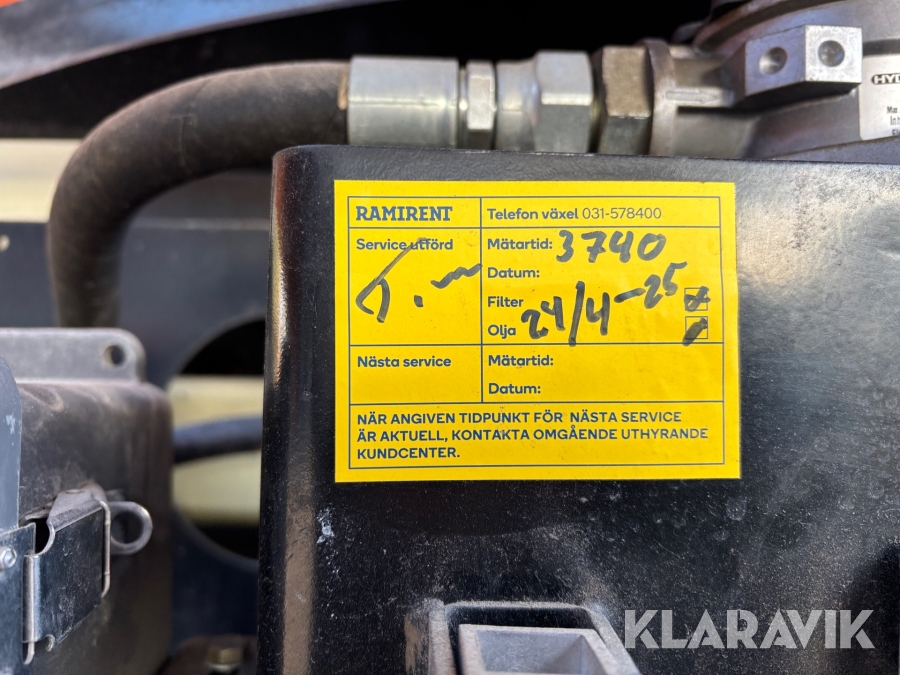 HYD
RAMIRENT
Telefon växel 031-578400
Service utförd
Mätartid: 3740
Datum:
Filter
Olja 24/4-25
Nästa service
Mätartid:
Datum:
NÄR ANGIVEN TIDPUNKT FÖR NÄSTA SERVICE
ÄR AKTUELL, KONTAKTA OMGÅENDE UTHYRANDE
KUNDCENTER.
KLARAVIK